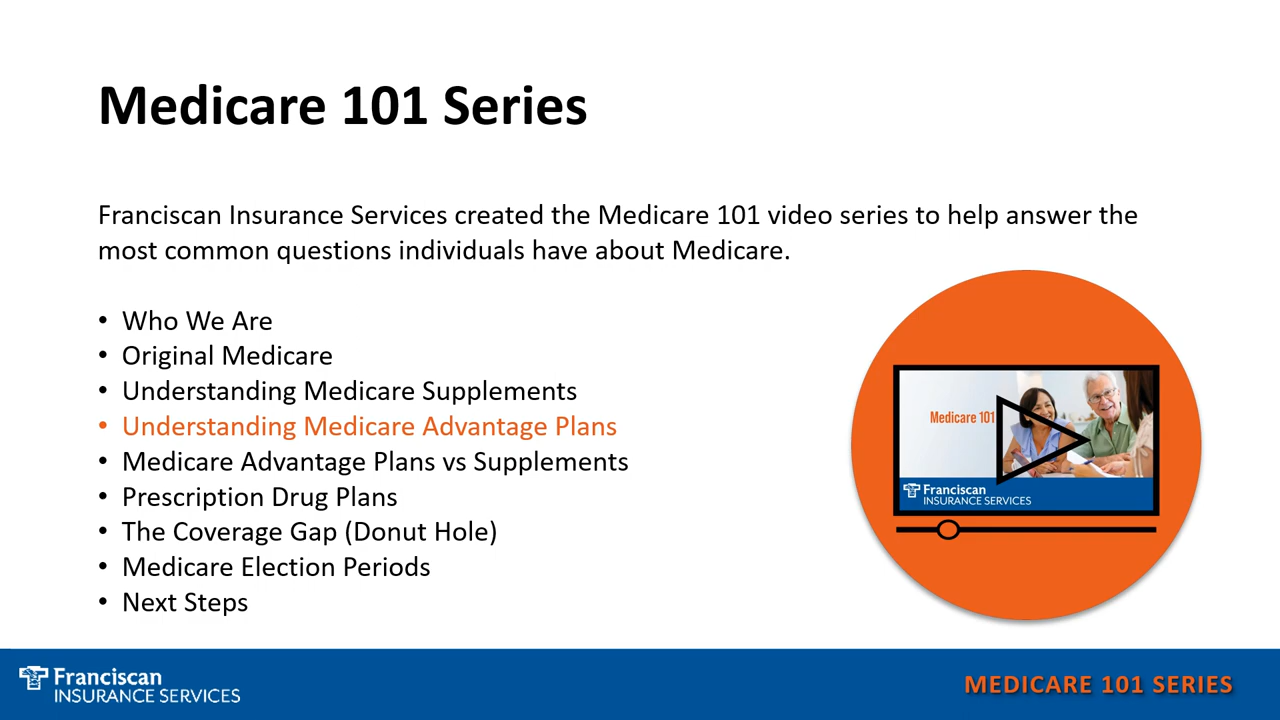 Medicare 101 Series
Franciscan Insurance Services created the Medicare 101 video series to help answer the
most common questions individuals have about Medicare.
• Who We Are
• Original Medicare
• Understanding Medicare Supplements
• Understanding Medicare Advantage Plans
• Medicare Advantage Plans vs Supplements
• Prescription Drug Plans
• The Coverage Gap (Donut Hole)
• Medicare Election Periods
• Next Steps
Medicare 101
Franciscan
INSURANCE SERVICES
Franciscan
INSURANCE SERVICES
MEDICARE 101 SERIES